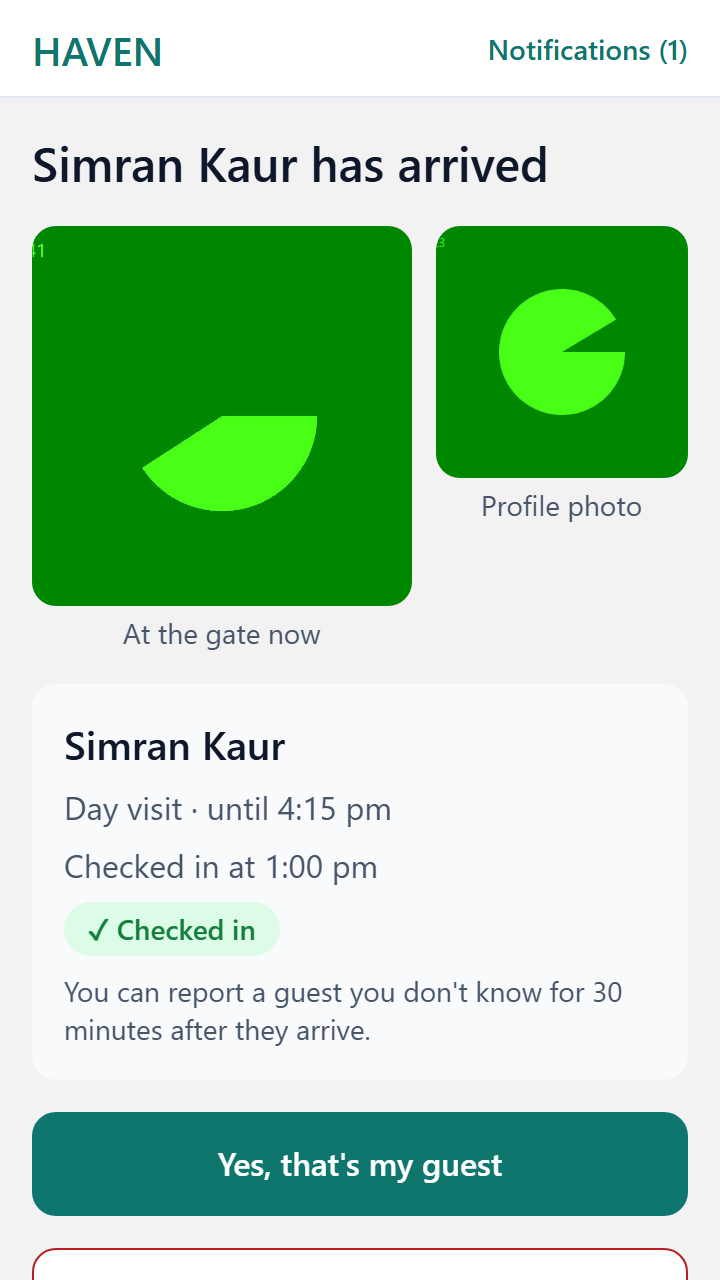 HAVEN
Notifications (1)
Simran Kaur has arrived
Profile photo
At the gate now
Simran Kaur
Day visit · until 4:15 pm
Checked in at 1:00 pm
✓ Checked in
You can report a guest you don't know for 30
minutes after they arrive.
Yes, that's my guest